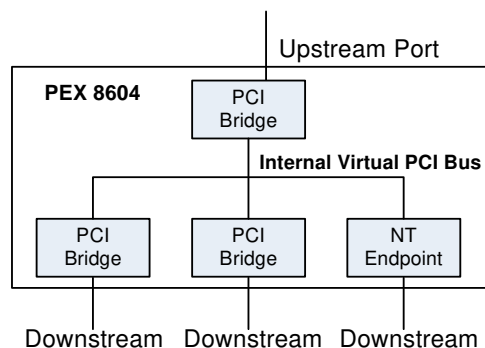 Upstream Port
PEX 8604
PCI
Bridge
Internal Virtual PCI Bus
PCI
Bridge
PCI
Bridge
NT
Endpoint
Downstream
Downstream
Downstream